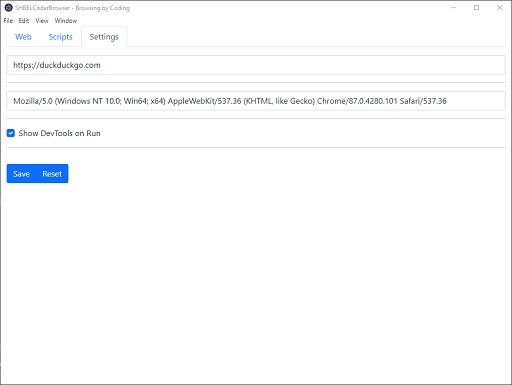 SHBELCoderBrowser - Browsing by Coding
File Edit View Window
Web Scripts Settings
https://duckduckgo.com
Mozilla/5.0 (Windows NT 10.0; Win64; x64) AppleWebKit/537.36 (KHTML, like Gecko) Chrome/87.0.4280.101 Safari/537.36
Show DevTools on Run
Save Reset